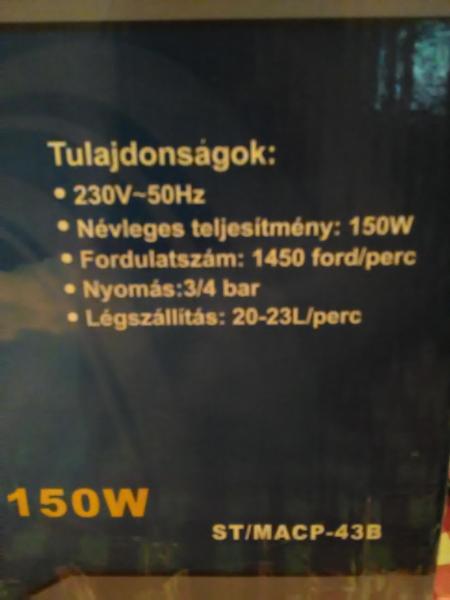 Tulajdonságok:
• 230V~50Hz
• Névleges teljesítmény: 150W
• Fordulatszám: 1450 ford/perc
• Nyomás:3/4 bar
• Légszállítás: 20-23L/perc
150W
ST/MACP-43B